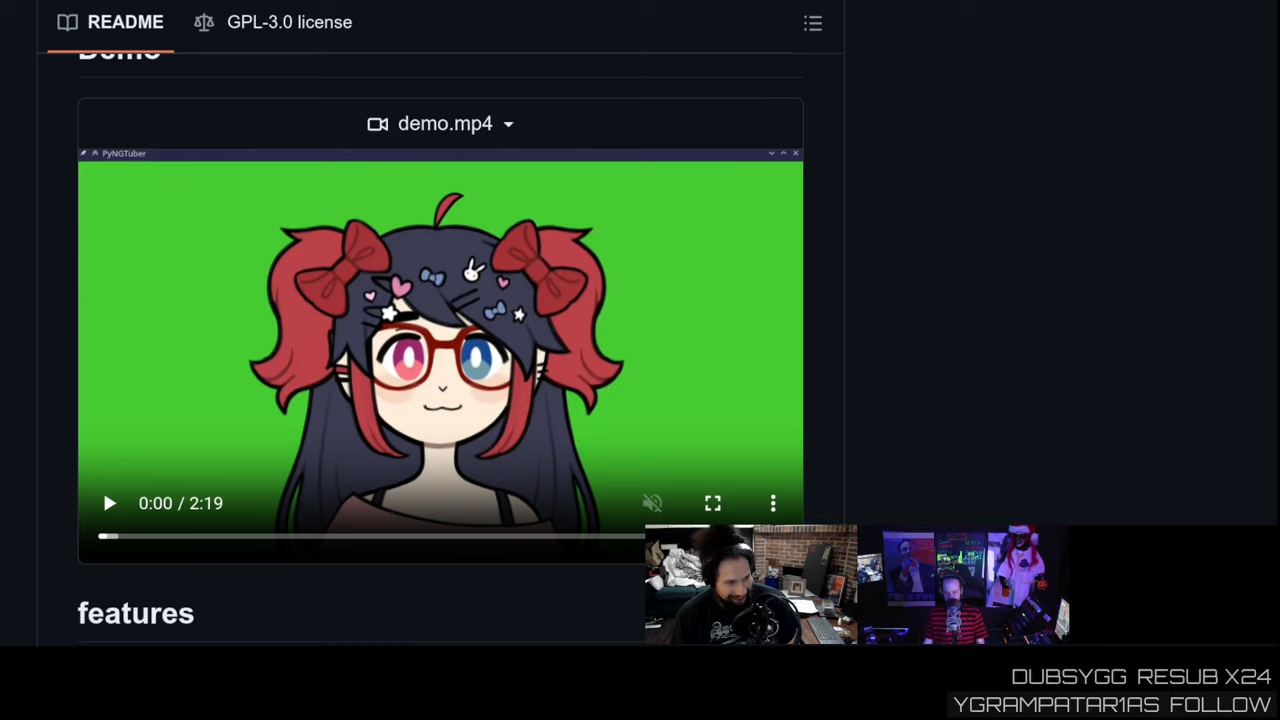 README
GPL-3.0 license
Demo
demo.mp4
PyNGTuber
0:00 / 2:19
features
DUBSYGG RESUB X24
YGRAMPATAR1AS FOLLOW